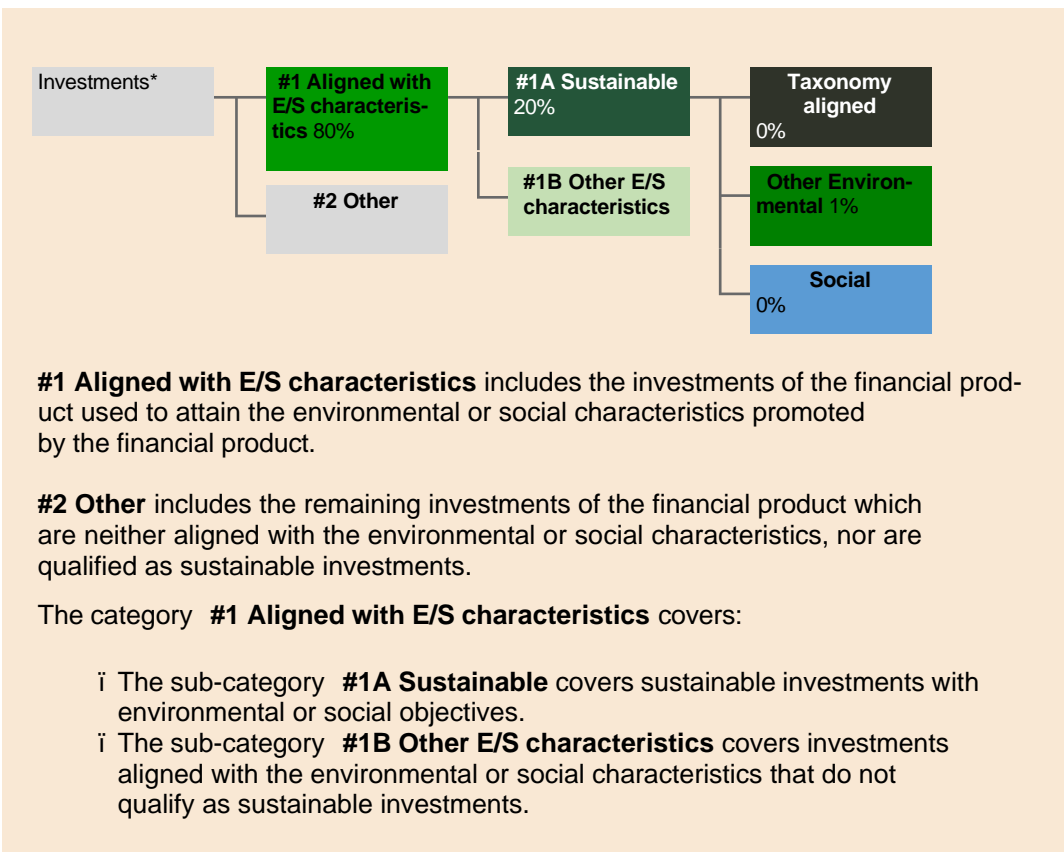 Investments*
#1 Aligned with
E/S characteris-
tics 80%
#2 Other
#1A Sustainable
20%
#1B Other E/S
characteristics
Taxonomy
aligned
0%
Other Environ-
mental 1%
Social
0%
#1 Aligned with E/S characteristics includes the investments of the financial prod-
uct used to attain the environmental or social characteristics promoted
by the financial product.
#2 Other includes the remaining investments of the financial product which
are neither aligned with the environmental or social characteristics, nor are
qualified as sustainable investments.
The category #1 Aligned with E/S characteristics covers:
ï The sub-category #1A Sustainable covers sustainable investments with
environmental or social objectives.
ï The sub-category #1B Other E/S characteristics covers investments
aligned with the environmental or social characteristics that do not
qualify as sustainable investments.